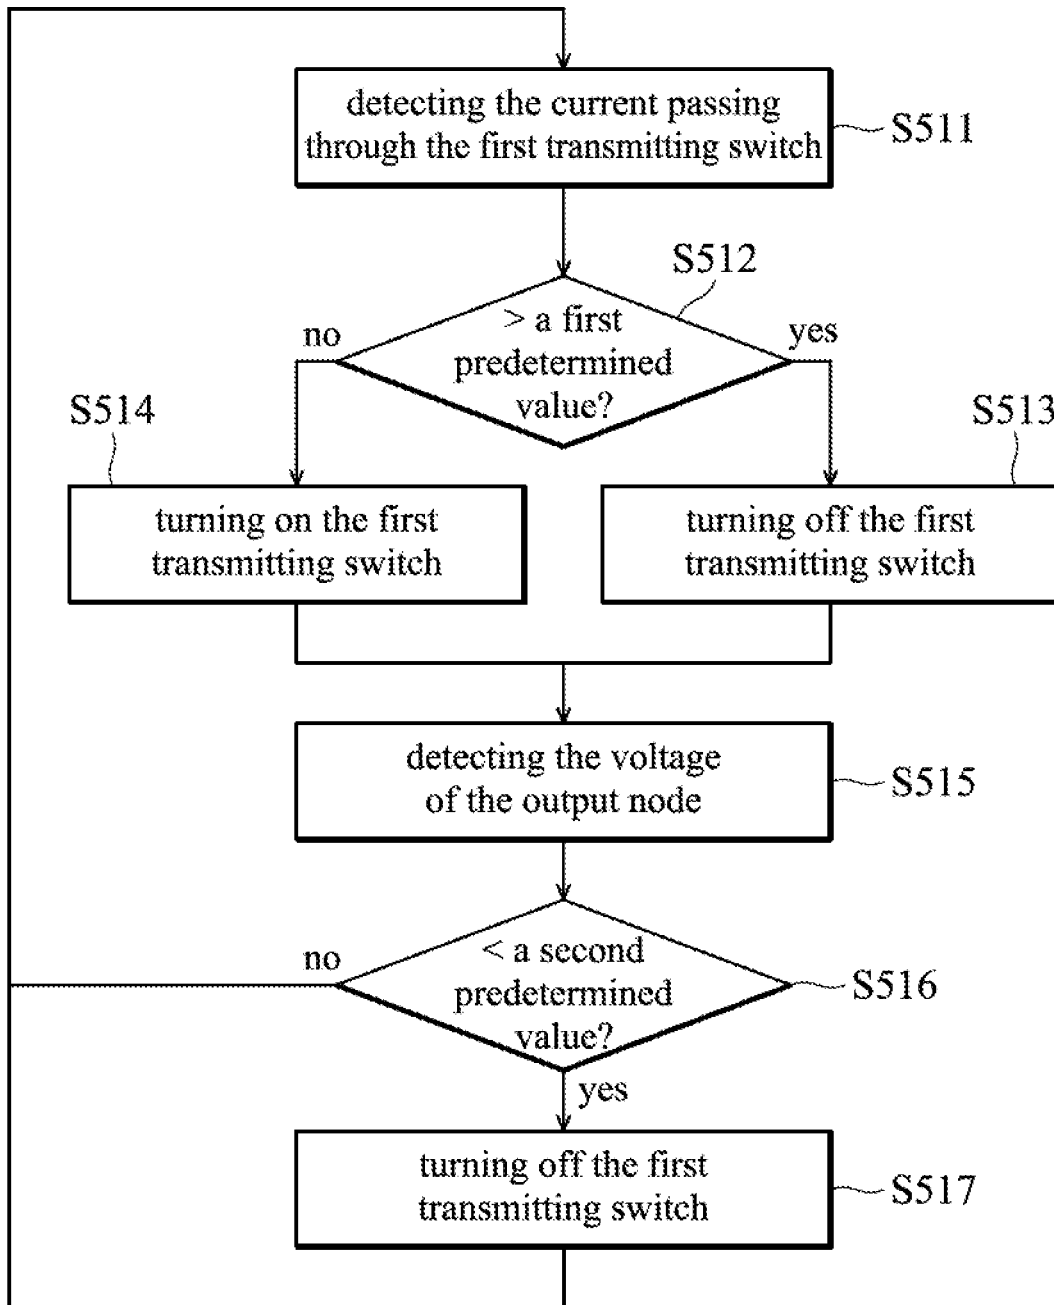 detecting the current passing
through the first transmitting switch
S511
S512
> a first
predetermined
value?
no
yes
S514
S513
turning on the first
transmitting switch
turning off the first
transmitting switch
detecting the voltage
of the output node
S515
< a second
predetermined
value?
no
S516
yes
turning off the first
transmitting switch
S517